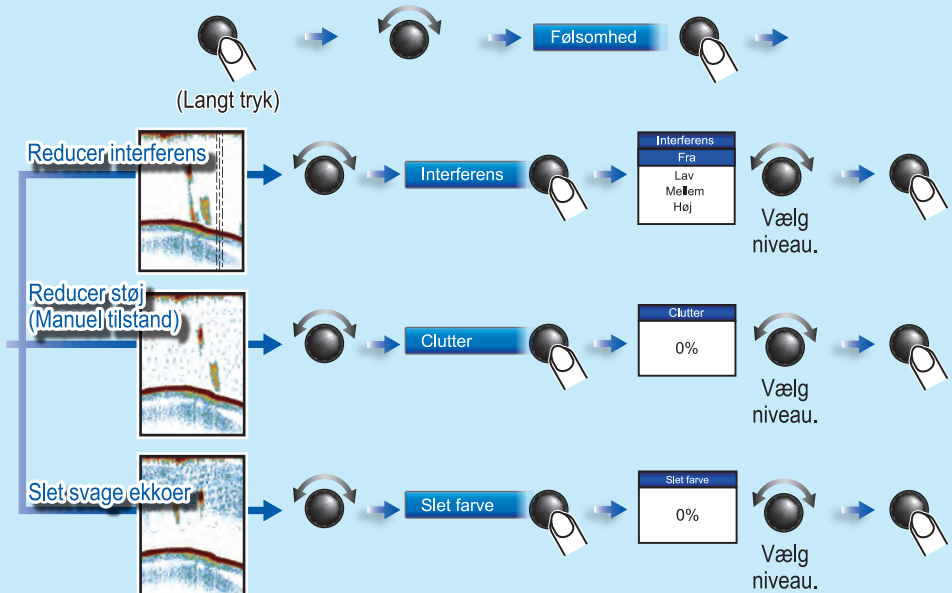 Følsomhed
(Langt tryk)
Reducer interferens
Interferens
Interferens
Fra
Lav
Mellem
Høj
Vælg
niveau.
Reducer støj
(Manuel tilstand)
Clutter
Clutter
0%
Vælg
niveau.
Slet svage ekkoer
Slet farve
Slet farve
0%
Vælg
niveau.